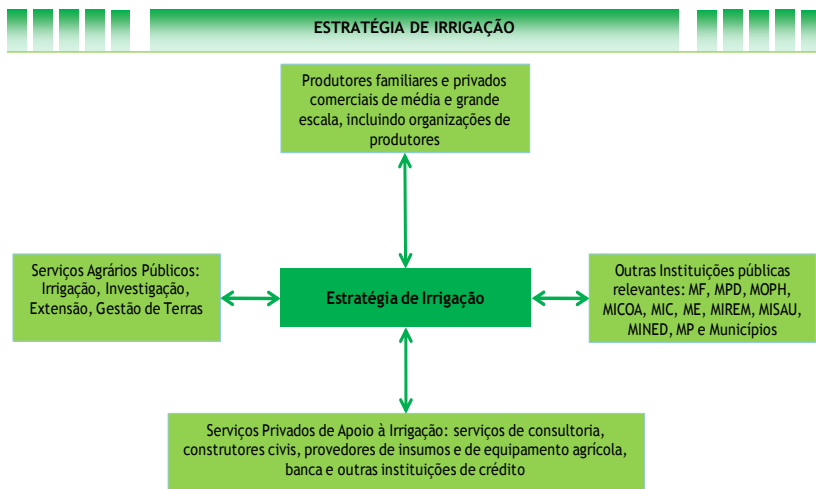 ESTRATÉGIA DE IRRIGAÇÃO
Produtores familiares e privados
comerciais de média e grande
escala, incluindo organizações de
produtores
Serviços Agrários Públicos:
Irrigação, Investigação,
Extensão, Gestão de Terras
Estratégia de Irrigação
Outras Instituições públicas
relevantes: MF, MPD, MOPH,
MICOA, MIC, ME, MIREM, MISAU,
MINED, MP e Municípios
Serviços Privados de Apoio à Irrigação: serviços de consultoria,
construtores civis, provedores de insumos e de equipamento agrícola,
banca e outras instituições de crédito